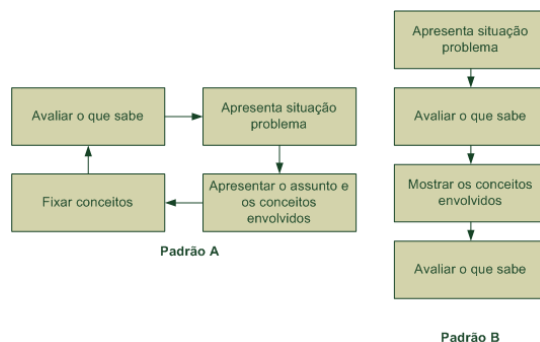 Avaliar o que sabe
Apresenta situação
problema
Fixar conceitos
Apresentar o assunto e
os conceitos
envolvidos
Padrão A
Apresenta situação
problema
Avaliar o que sabe
Mostrar os conceitos
envolvidos
Avaliar o que sabe
Padrão B